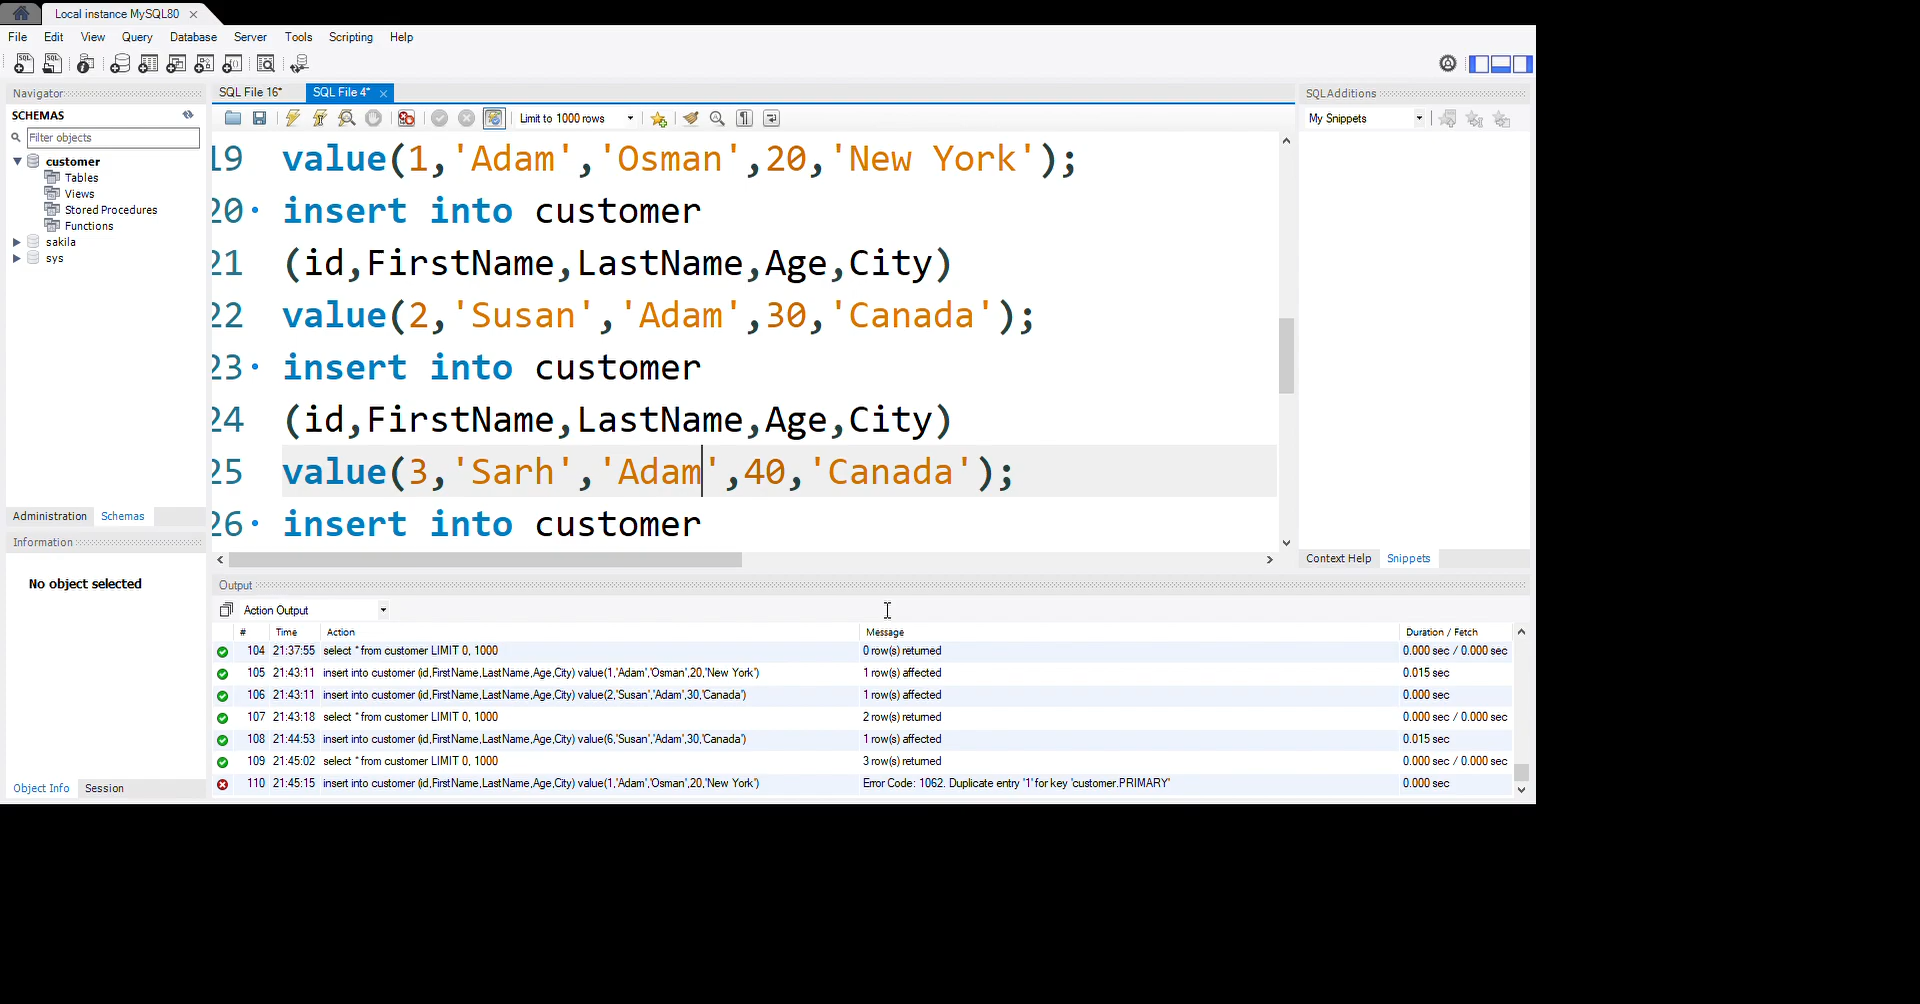 Local instance MySQL80
File Edit View Query Database Server Tools Scripting Help
Navigator
SCHEMAS
Filter objects
customer
Tables
Views
Stored Procedures
Functions
sakila
sys
Administration Schemas
Information
No object selected
Object Info Session
SQL File 16* SQL File 4*
Limit to 1000 rows
19 value(1,'Adam','Osman',20,'New York');
20 insert into customer
21 (id,FirstName,LastName,Age,City)
22 value(2,'Susan','Adam',30,'Canada');
23 insert into customer
24 (id,FirstName,LastName,Age,City)
25 value(3,'Sarh','Adam',40,'Canada');
26 insert into customer
SQLAdditions
My Snippets
Context Help Snippets
Output
Action Output
# Time Action Message Duration / Fetch
104 21:37:55 select * from customer LIMIT 0, 1000 0 row(s) returned 0.000 sec / 0.000 sec
105 21:43:11 insert into customer (id,FirstName,LastName,Age,City) value(1,'Adam','Osman',20,'New York') 1 row(s) affected 0.015 sec
106 21:43:11 insert into customer (id,FirstName,LastName,Age,City) value(2,'Susan','Adam',30,'Canada') 1 row(s) affected 0.000 sec
107 21:43:18 select * from customer LIMIT 0, 1000 2 row(s) returned 0.000 sec / 0.000 sec
108 21:44:53 insert into customer (id,FirstName,LastName,Age,City) value(6,'Susan','Adam',30,'Canada') 1 row(s) affected 0.015 sec
109 21:45:02 select * from customer LIMIT 0, 1000 3 row(s) returned 0.000 sec / 0.000 sec
110 21:45:15 insert into customer (id,FirstName,LastName,Age,City) value(1,'Adam','Osman',20,'New York') Error Code: 1062. Duplicate entry '1' for key 'customer.PRIMARY' 0.000 sec